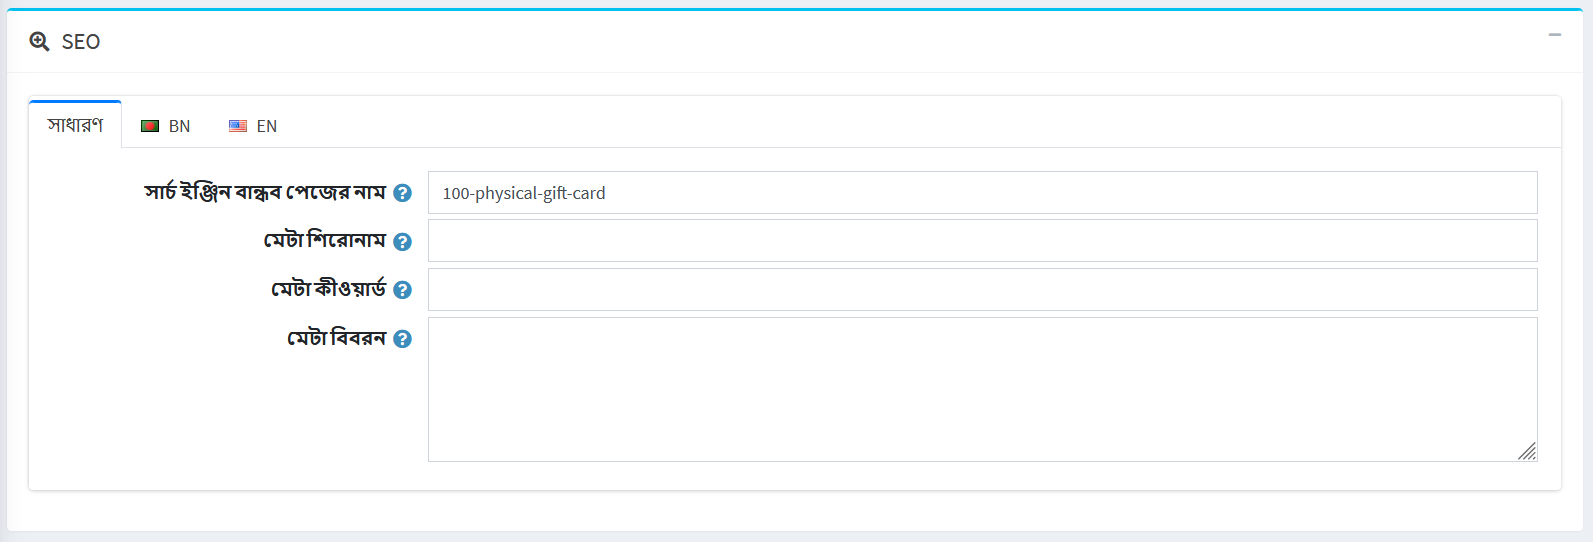 SEO
সাধারণ BN EN
সার্চ ইঞ্জিন বান্ধব পেজের নাম 100-physical-gift-card
মেটা শিরোনাম
মেটা কীওয়ার্ড
মেটা বিবরন